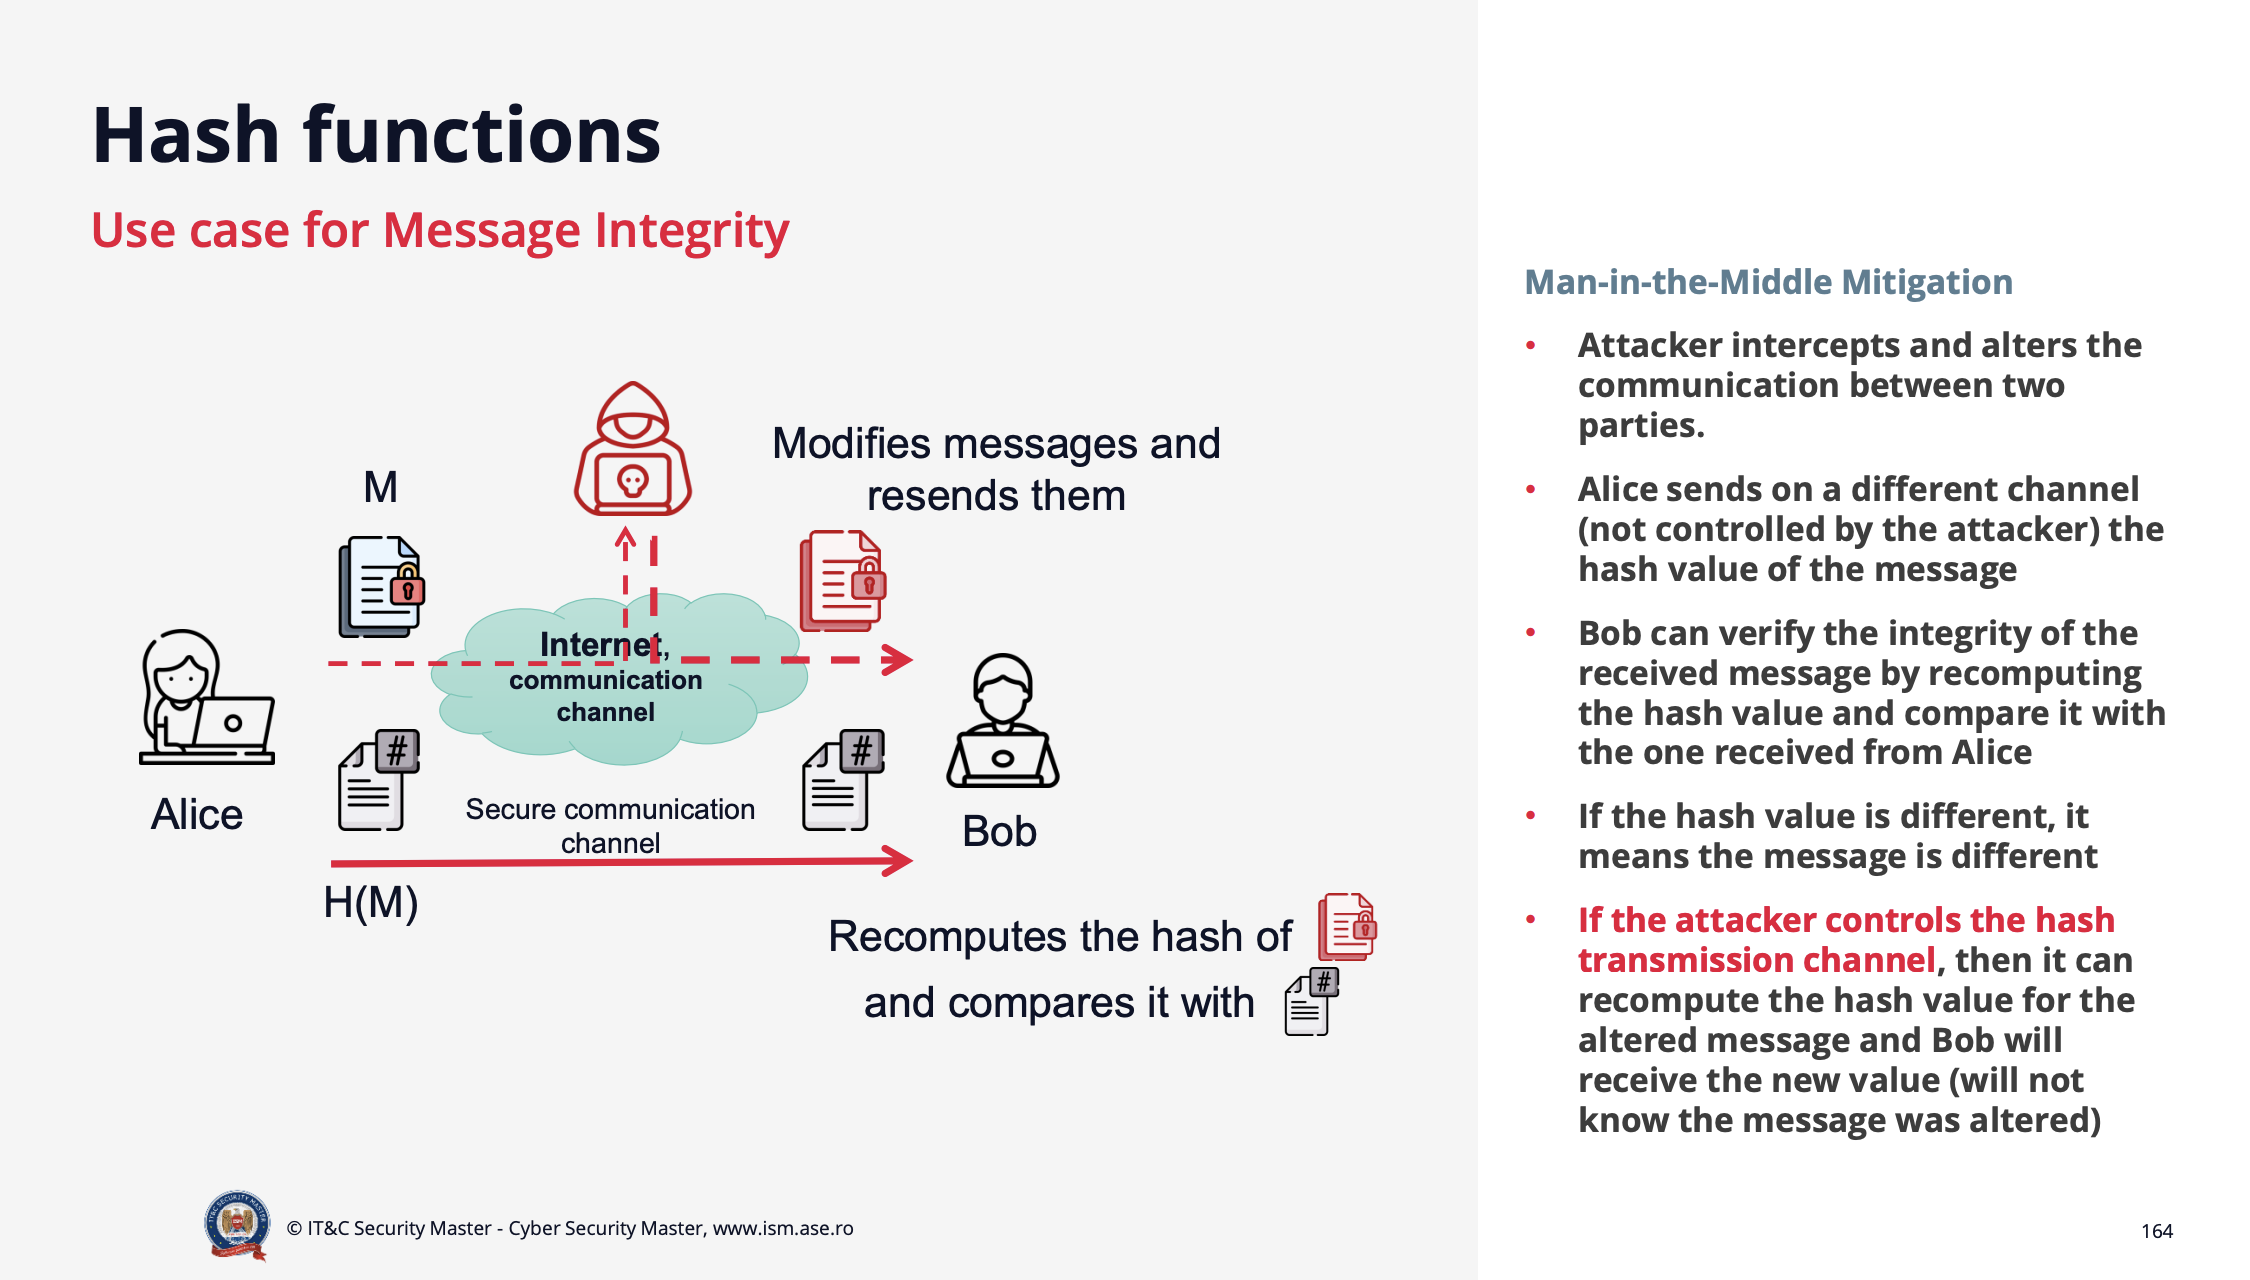 Hash functions
Use case for Message Integrity
M
Modifies messages and
resends them
Internet,
communication
channel
#
#
Alice
Secure communication
channel
Bob
H(M)
Recomputes the hash of
and compares it with
#
Man-in-the-Middle Mitigation
• Attacker intercepts and alters the
communication between two
parties.
• Alice sends on a different channel
(not controlled by the attacker) the
hash value of the message
• Bob can verify the integrity of the
received message by recomputing
the hash value and compare it with
the one received from Alice
• If the hash value is different, it
means the message is different
• If the attacker controls the hash
transmission channel, then it can
recompute the hash value for the
altered message and Bob will
receive the new value (will not
know the message was altered)
© IT&C Security Master - Cyber Security Master, www.ism.ase.ro
164